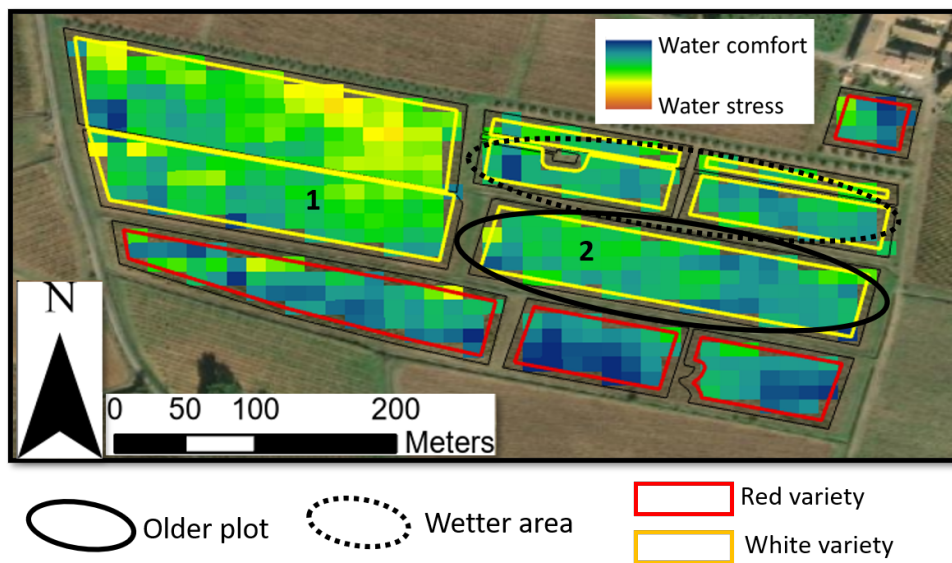 Water comfort
Water stress
1
2
N
0 50 100 200
Meters
Older plot
Wetter area
Red variety
White variety